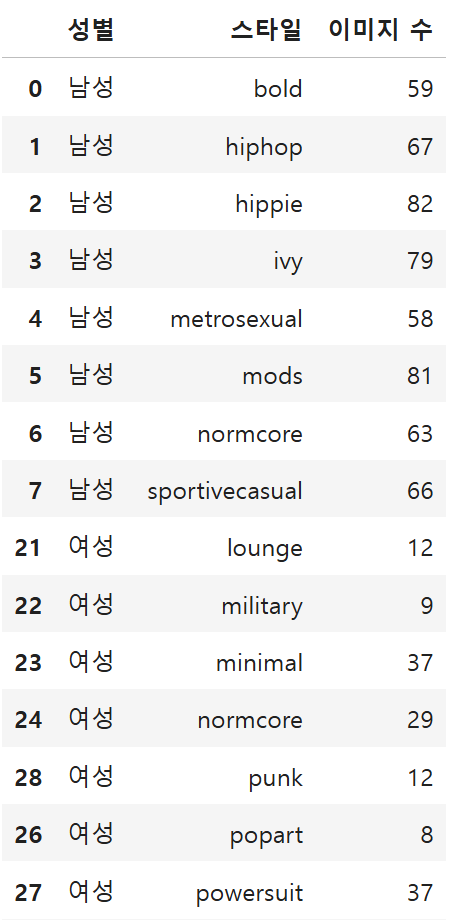 성별 스타일 이미지 수
0 남성 bold 59
1 남성 hiphop 67
2 남성 hippie 82
3 남성 ivy 79
4 남성 metrosexual 58
5 남성 mods 81
6 남성 normcore 63
7 남성 sportivecasual 66
21 여성 lounge 12
22 여성 military 9
23 여성 minimal 37
24 여성 normcore 29
28 여성 punk 12
26 여성 popart 8
27 여성 powersuit 37